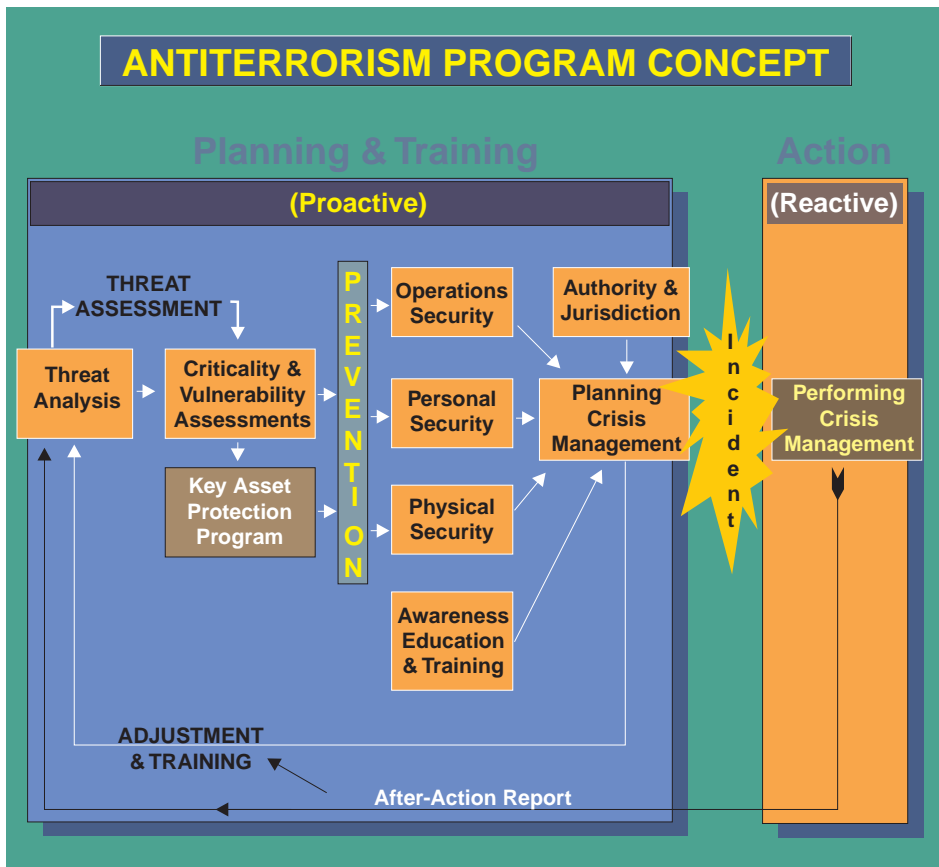 ANTITERRORISM PROGRAM CONCEPT
Planning & Training
Action
(Proactive)
(Reactive)
THREAT
ASSESSMENT
Threat
Analysis
Criticality &
Vulnerability
Assessments
Key Asset
Protection
Program
PREVENTION
Operations
Security
Personal
Security
Physical
Security
Awareness
Education
& Training
Authority &
Jurisdiction
Planning
Crisis
Management
Incident
Performing
Crisis
Management
ADJUSTMENT
& TRAINING
After-Action Report